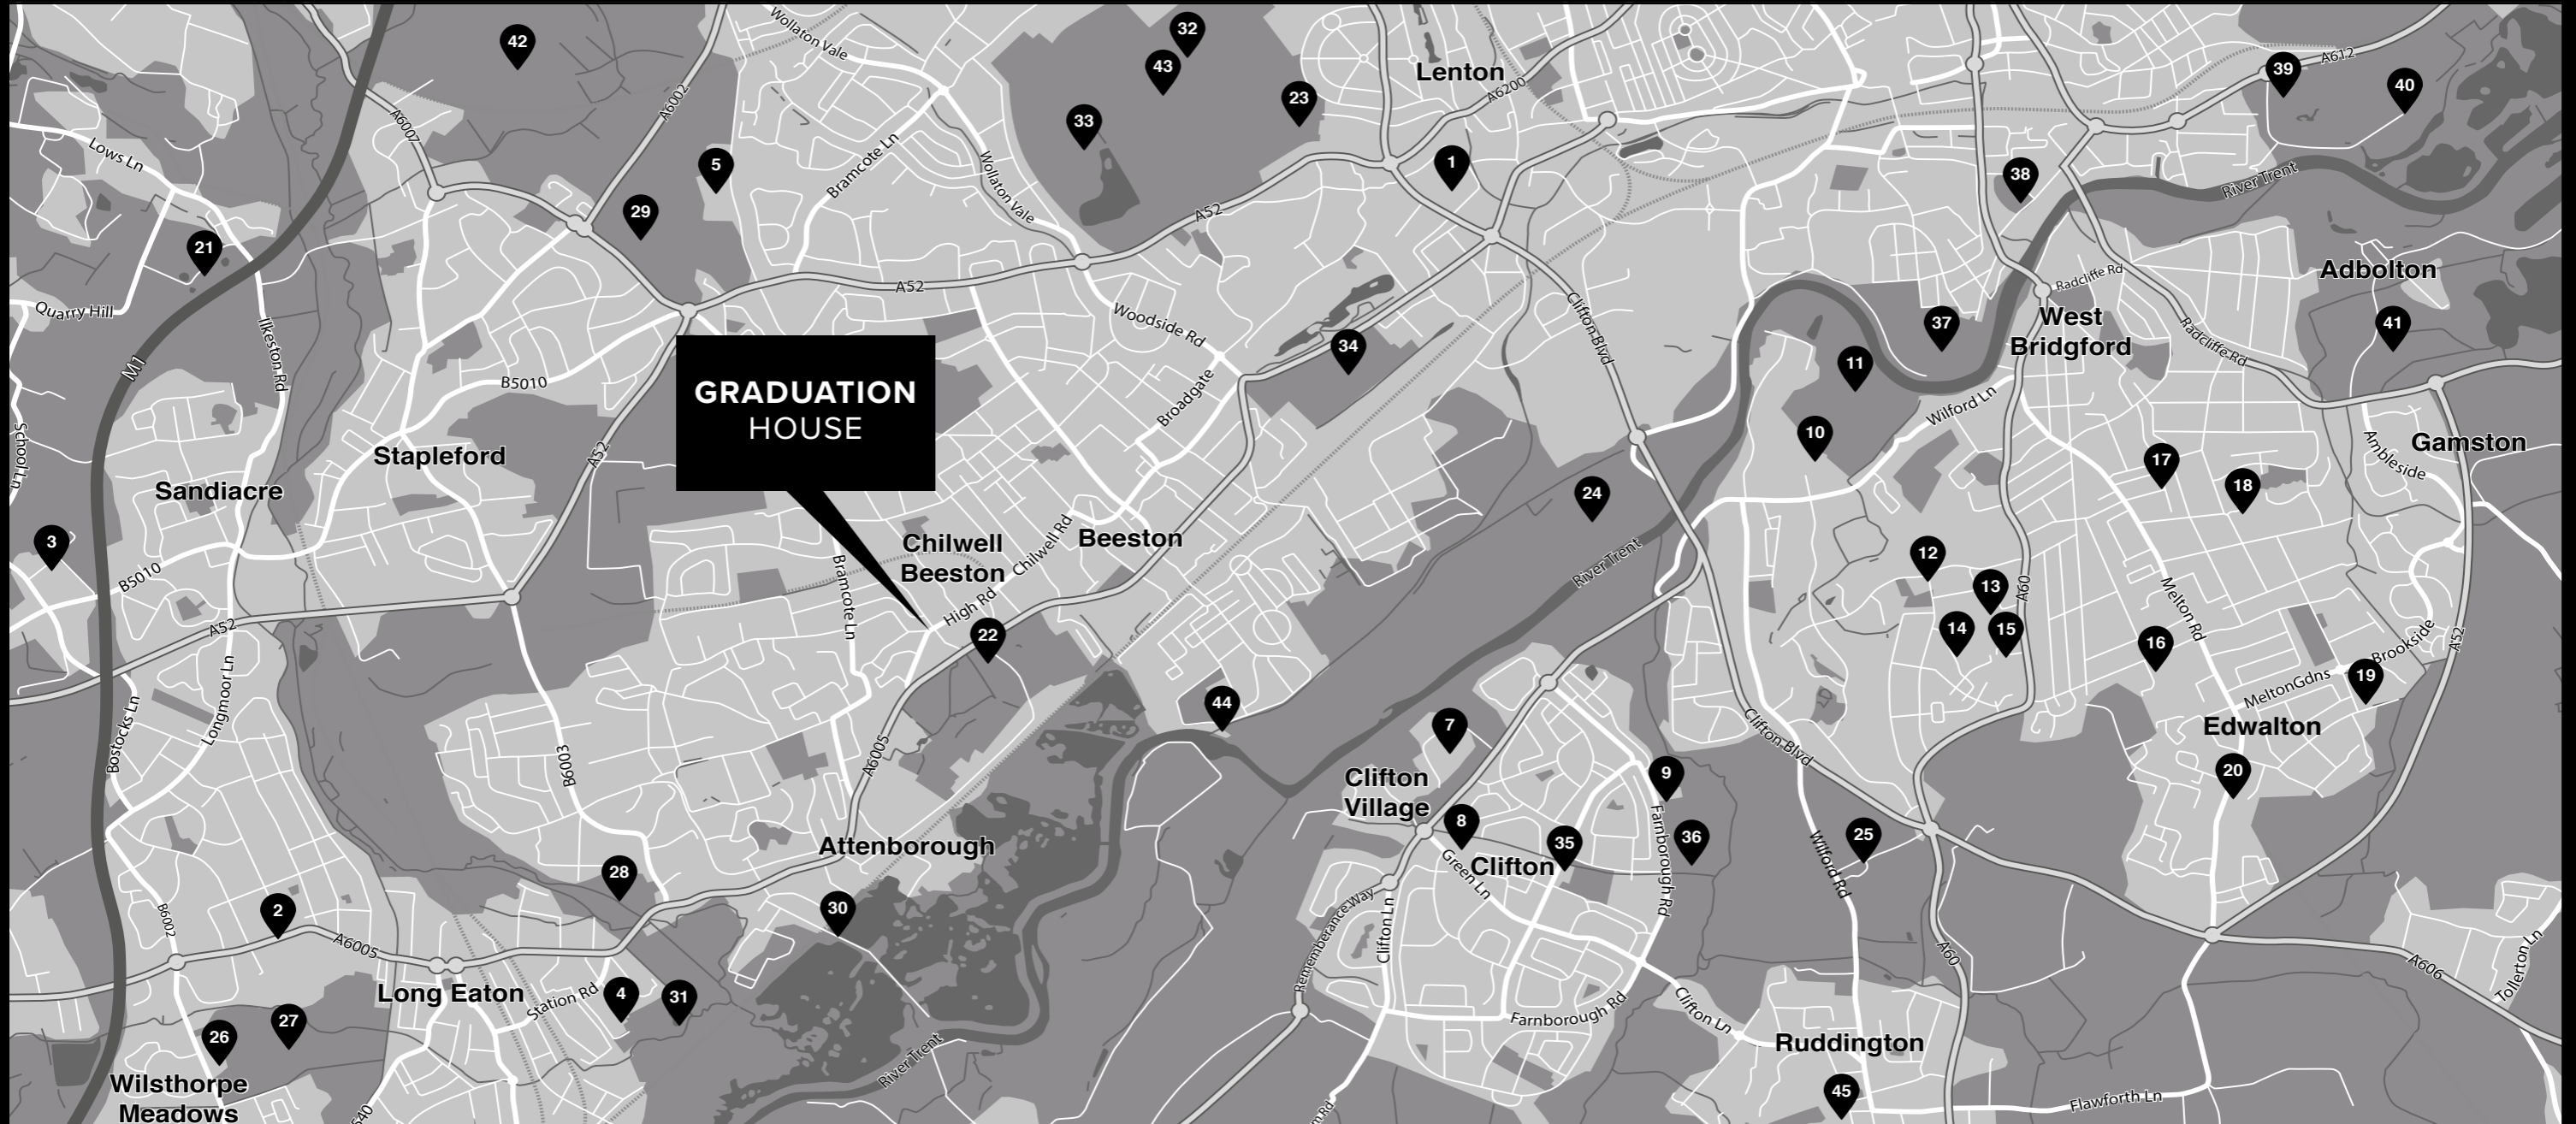 42
Wollaton Vale
32
43
Lenton
39
A612
40
A6002
23
A6200
33
A6007
Lows Ln
5
Bramcote Ln
Wollaton Vale
1
38
River Trent
29
A52
21
Adbolton
Radcliffe Rd
A52
Quarry Hill
Ilkeston Rd
Woodside Rd
Clifton Blvd
37
West
Bridgford
41
Radcliffe Rd
34
M1
11
B5010
GRADUATION
HOUSE
Broadgate
Wilford Ln
10
Gamston
School Ln
Stapleford
A52
Ambleside
17
Sandiacre
18
24
3
Chilwell
Beeston
Chilwell Rd
Beeston
12
River Trent
B5010
Bramcote Ln
High Rd
13
A60
Melton Rd
A52
22
14
15
16
Brookside
A52
19
MeltonGdns
Longmoor Ln
44
7
Edwalton
Bostocks Ln
B6003
A6005
Clifton Blvd
Clifton
Village
9
20
8
Farnborough Rd
36
25
35
Attenborough
Clifton
Green Ln
Wilford Rd
28
2
30
B6002
A6005
Rememberance Way
Clifton Ln
A60
Tollerton Ln
A606
Long Eaton
Station Rd
4
31
Farnborough Rd
Clifton Ln
27
26
River Trent
Ruddington
Wilsthorpe
Meadows
45
Flawforth Ln